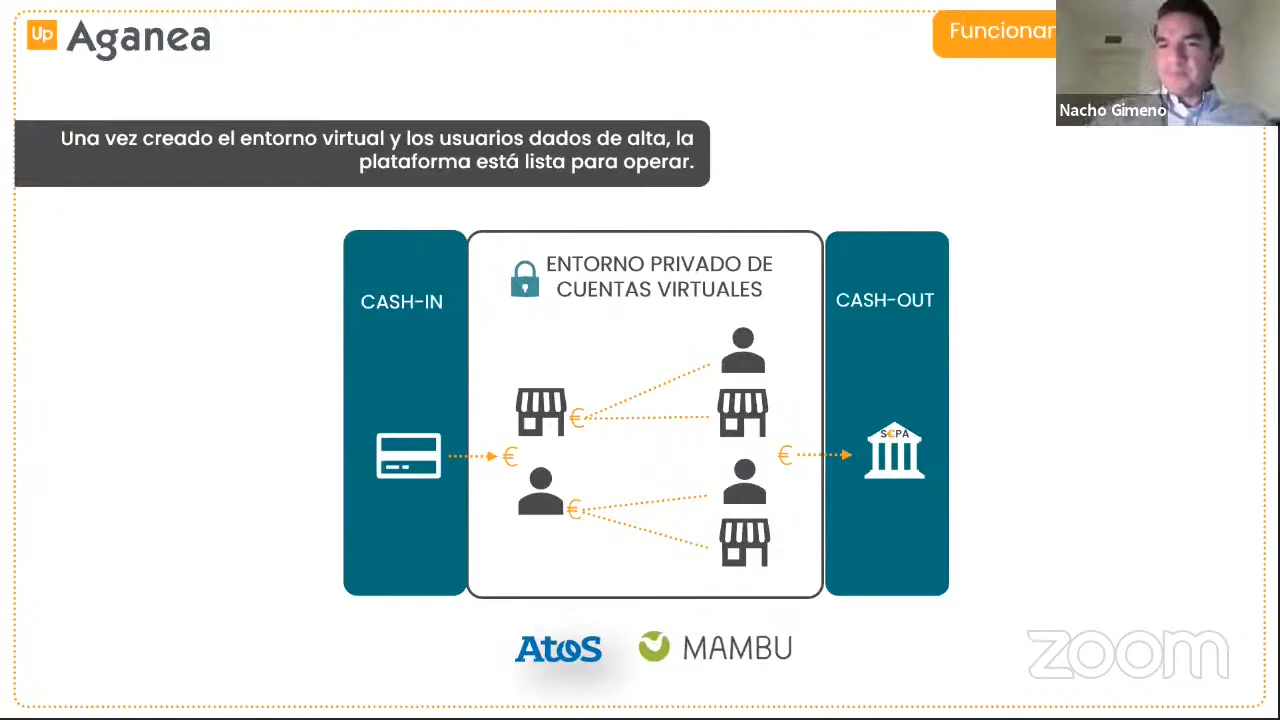 Up Aganea
Funcionar
Nacho Gimeno
Una vez creado el entorno virtual y los usuarios dados de alta, la
plataforma está lista para operar.
ENTORNO PRIVADO DE
CUENTAS VIRTUALES
CASH-IN
CASH-OUT
€
€
€
€
S€PA
Atos
MAMBU
zoom